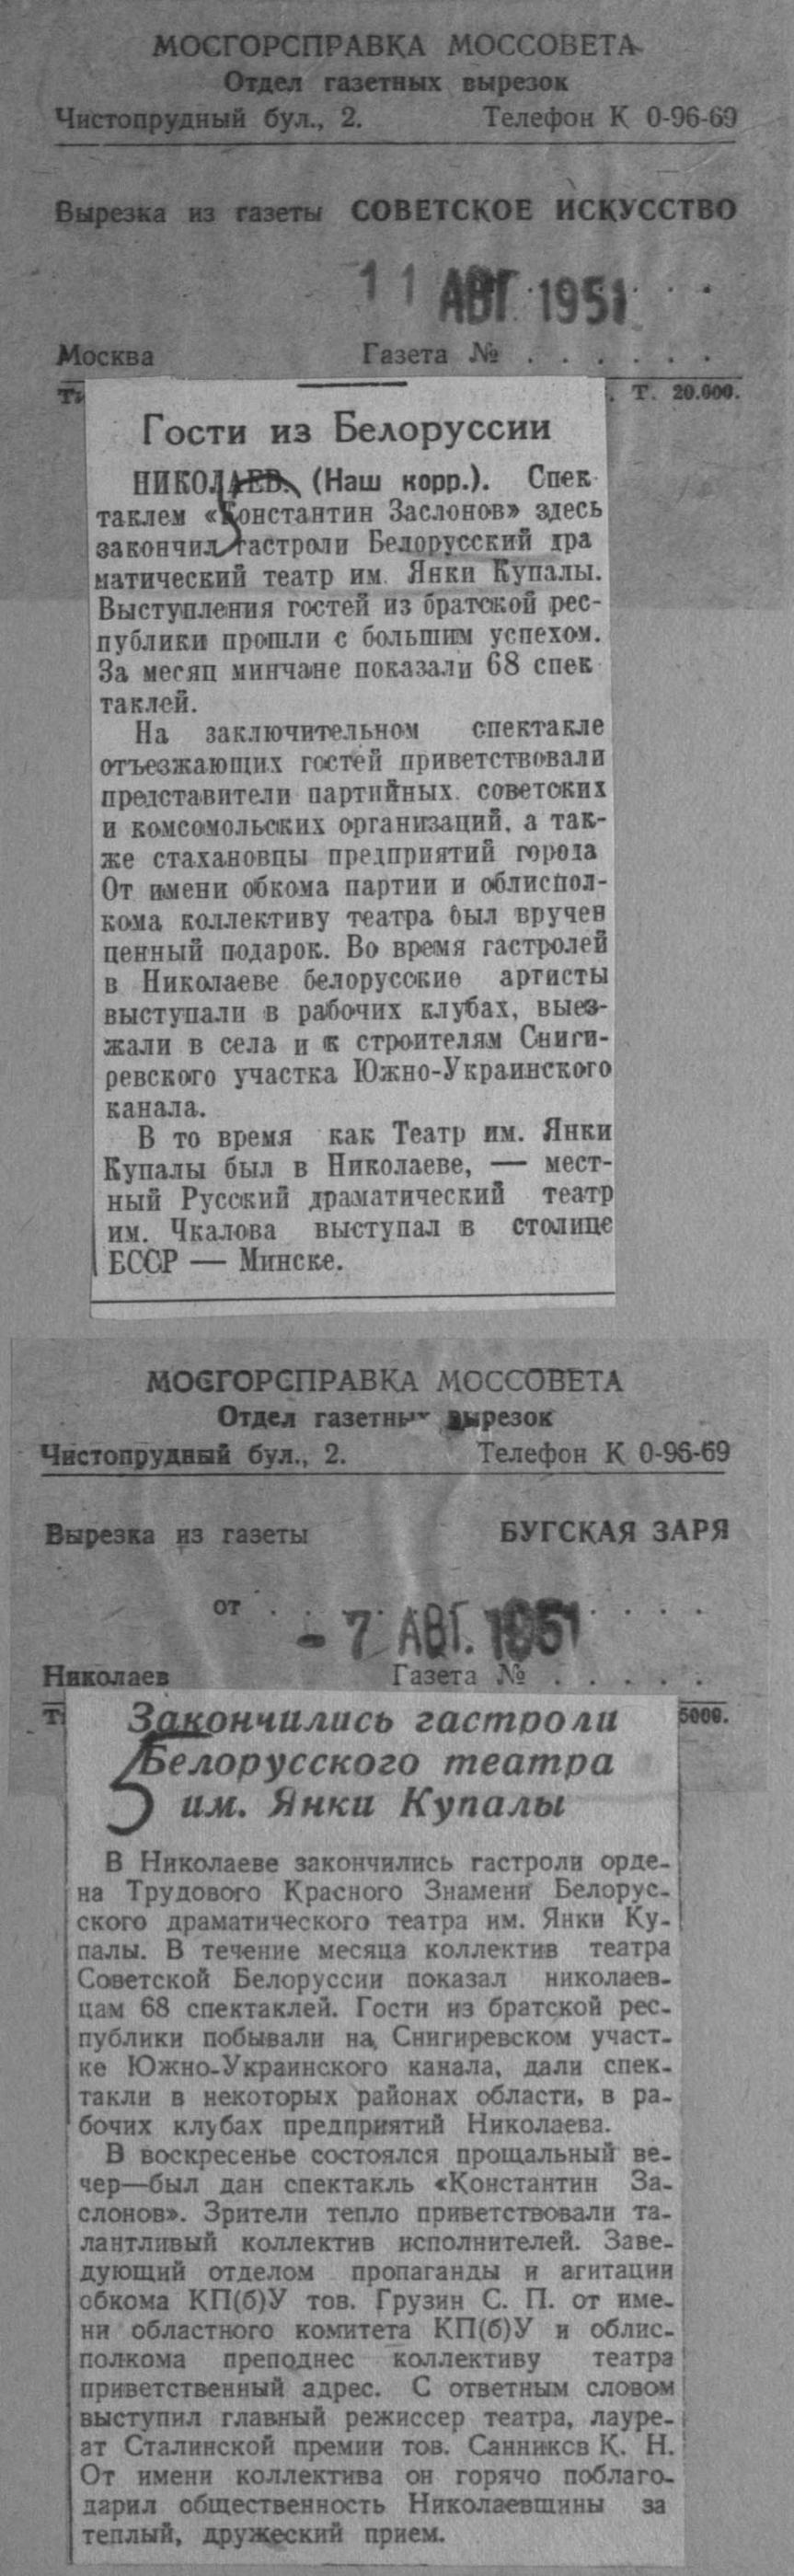 МОСГОРСПРАВКА МОССОВЕТА
Отдел газетных вырезок
Чистопрудный бул., 2. Телефон К 0-96-69
Вырезка из газеты СОВЕТСКОЕ ИСКУССТВО
11 АВГ 1951
Москва Газета № . . . . . .
Т. 20.000.
Гости из Белоруссии
НИКОЛАЕВ. (Наш корр.). Спек
таклем «Константин Заслонов» здесь
закончил гастроли Белорусский дра
матический театр им. Янки Купалы.
Выступления гостей из братской рес-
публики прошли с большим успехом.
За месяц минчане показали 68 спек
таклей.
На заключительном спектакле
отъезжающих гостей приветствовали
представители партийных, советских
и комсомольских организаций, а так-
же стахановцы предприятий города
От имени обкома партии и облиспол-
кома коллективу театра был вручен
ценный подарок. Во время гастролей
в Николаеве белорусские артисты
выступали в рабочих клубах, выез-
жали в села и к строителям Сниги-
ревского участка Южно-Украинского
канала.
В то время как Театр им. Янки
Купалы был в Николаеве, — мест-
ный Русский драматический театр
им. Чкалова выступал в столице
БССР — Минске.
МОСГОРСПРАВКА МОССОВЕТА
Отдел газетных вырезок
Чистопрудный бул., 2. Телефон К 0-96-69
Вырезка из газеты БУГСКАЯ ЗАРЯ
от . . . . . . . .
- 7 АВГ. 1951
Николаев Газета № . . . . .
5000.
Закончились гастроли
Белорусского театра
им. Янки Купалы
В Николаеве закончились гастроли орде-
на Трудового Красного Знамени Белорус-
ского драматического театра им. Янки Ку-
палы. В течение месяца коллектив театра
Советской Белоруссии показал николаев-
цам 68 спектаклей. Гости из братской рес-
публики побывали на Снигиревском участ-
ке Южно-Украинского канала, дали спек-
такли в некоторых районах области, в ра-
бочих клубах предприятий Николаева.
В воскресенье состоялся прощальный ве-
чер—был дан спектакль «Константин За-
слонов». Зрители тепло приветствовали та-
лантливый коллектив исполнителей. Заве-
дующий отделом пропаганды и агитации
обкома КП(б)У тов. Грузин С. П. от име-
ни областного комитета КП(б)У и облис-
полкома преподнес коллективу театра
приветственный адрес. С ответным словом
выступил главный режиссер театра, лауре-
ат Сталинской премии тов. Санников К. Н.
От имени коллектива он горячо поблаго-
дарил общественность Николаевщины за
теплый, дружеский прием.